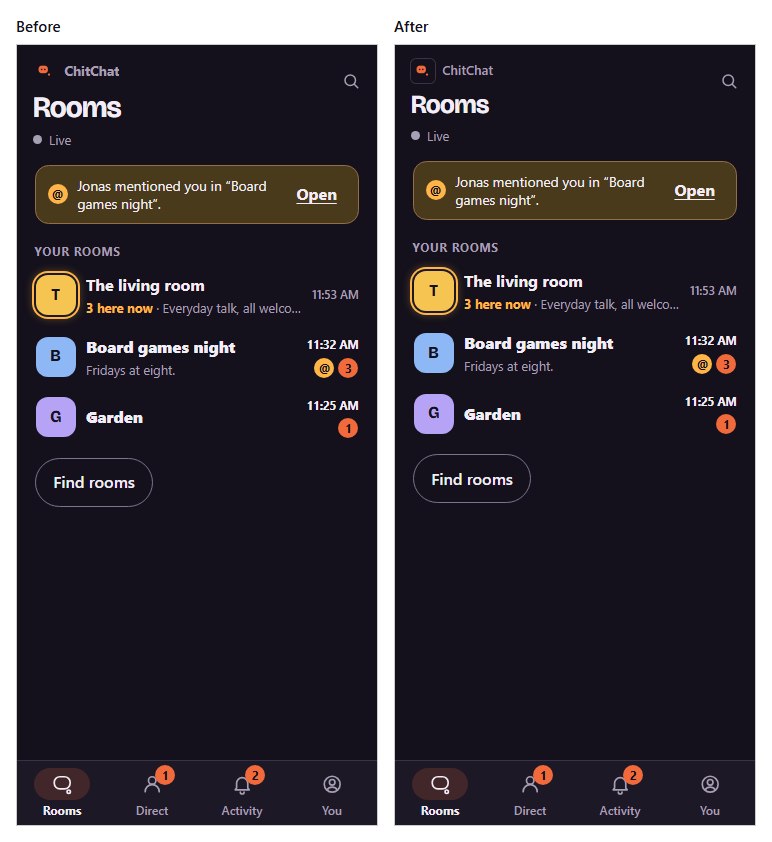 Before
ChitChat
Rooms
Live
@
Jonas mentioned you in “Board
games night”.
Open
YOUR ROOMS
T
The living room
3 here now · Everyday talk, all welco...
11:53 AM
B
Board games night
Fridays at eight.
11:32 AM
@ 3
G
Garden
11:25 AM
1
Find rooms
1
2
Rooms
Direct
Activity
You
After
ChitChat
Rooms
Live
@
Jonas mentioned you in “Board
games night”.
Open
YOUR ROOMS
T
The living room
3 here now · Everyday talk, all welco...
11:53 AM
B
Board games night
Fridays at eight.
11:32 AM
@ 3
G
Garden
11:25 AM
1
Find rooms
1
2
Rooms
Direct
Activity
You